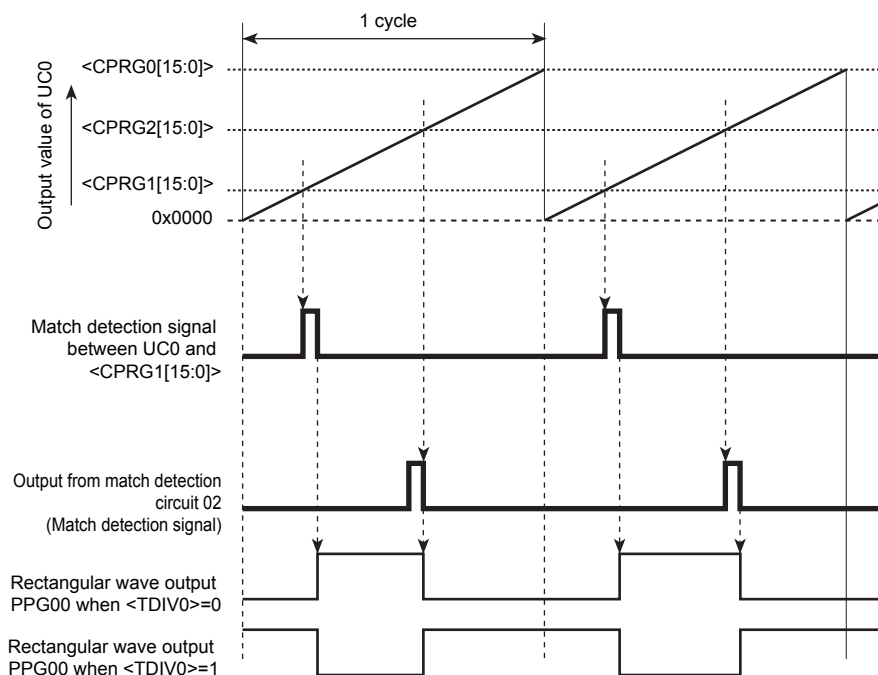 1 cycle
Output value of UC0
<CPRG0[15:0]>
<CPRG2[15:0]>
<CPRG1[15:0]>
0x0000
Match detection signal
between UC0 and
<CPRG1[15:0]>
Output from match detection
circuit 02
(Match detection signal)
Rectangular wave output
PPG00 when <TDIV0>=0
Rectangular wave output
PPG00 when <TDIV0>=1